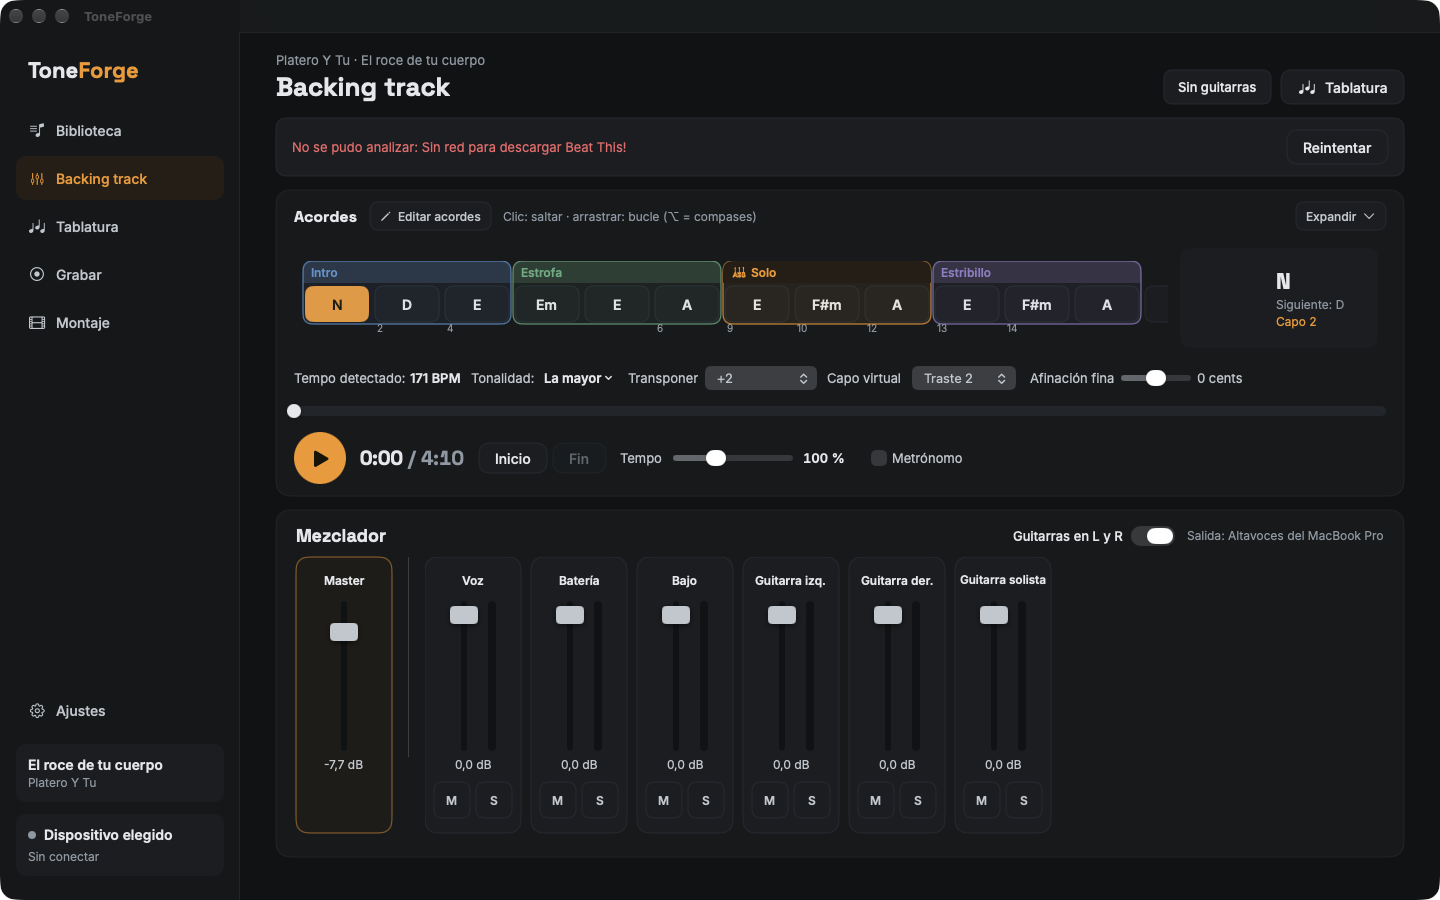 ToneForge
ToneForge
Biblioteca
Backing track
Tablatura
Grabar
Montaje
Ajustes
El roce de tu cuerpo
Platero Y Tu
Dispositivo elegido
Sin conectar
Platero Y Tu · El roce de tu cuerpo
Backing track
Sin guitarras
Tablatura
No se pudo analizar: Sin red para descargar Beat This!
Reintentar
Acordes
Editar acordes
Clic: saltar · arrastrar: bucle (⌥ = compases)
Expandir
Intro
Estrofa
Solo
Estribillo
N D E Em E A E F#m A E F#m A
2 4 6 9 10 12 13 14
N
Siguiente: D
Capo 2
Tempo detectado: 171 BPM
Tonalidad: La mayor
Transponer +2
Capo virtual Traste 2
Afinación fina 0 cents
0:00 / 4:10
Inicio
Fin
Tempo 100 %
Metrónomo
Mezclador
Guitarras en L y R
Salida: Altavoces del MacBook Pro
Master Voz Batería Bajo Guitarra izq. Guitarra der. Guitarra solista
-7,7 dB 0,0 dB 0,0 dB 0,0 dB 0,0 dB 0,0 dB 0,0 dB
M S M S M S M S M S M S